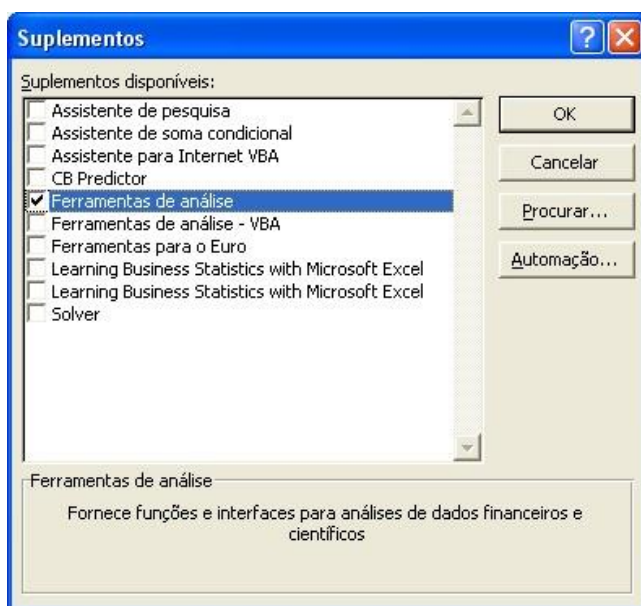 Suplementos
Suplementos disponíveis:
Assistente de pesquisa
Assistente de soma condicional
Assistente para Internet VBA
CB Predictor
Ferramentas de análise
Ferramentas de análise - VBA
Ferramentas para o Euro
Learning Business Statistics with Microsoft Excel
Learning Business Statistics with Microsoft Excel
Solver
OK
Cancelar
Procurar...
Automação...
Ferramentas de análise
Fornece funções e interfaces para análises de dados financeiros e
científicos